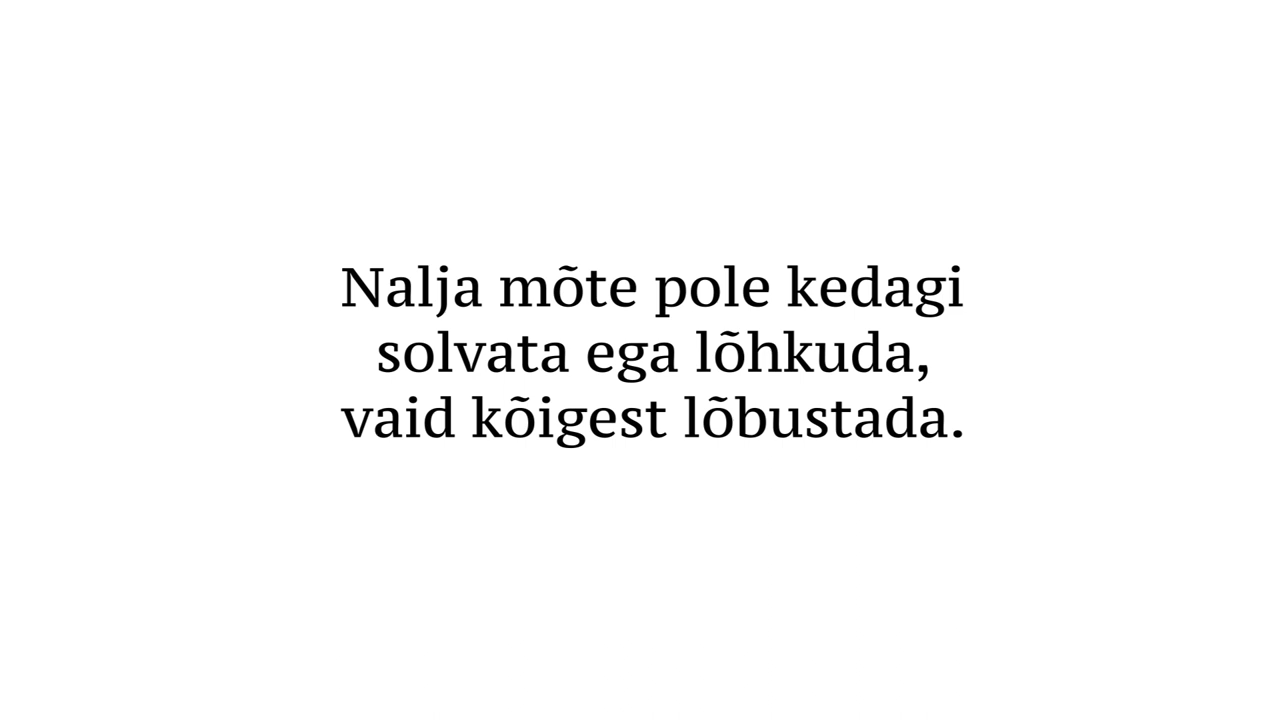 Nalja mõte pole kedagi
solvata ega lõhkuda,
vaid kõigest lõbustada.